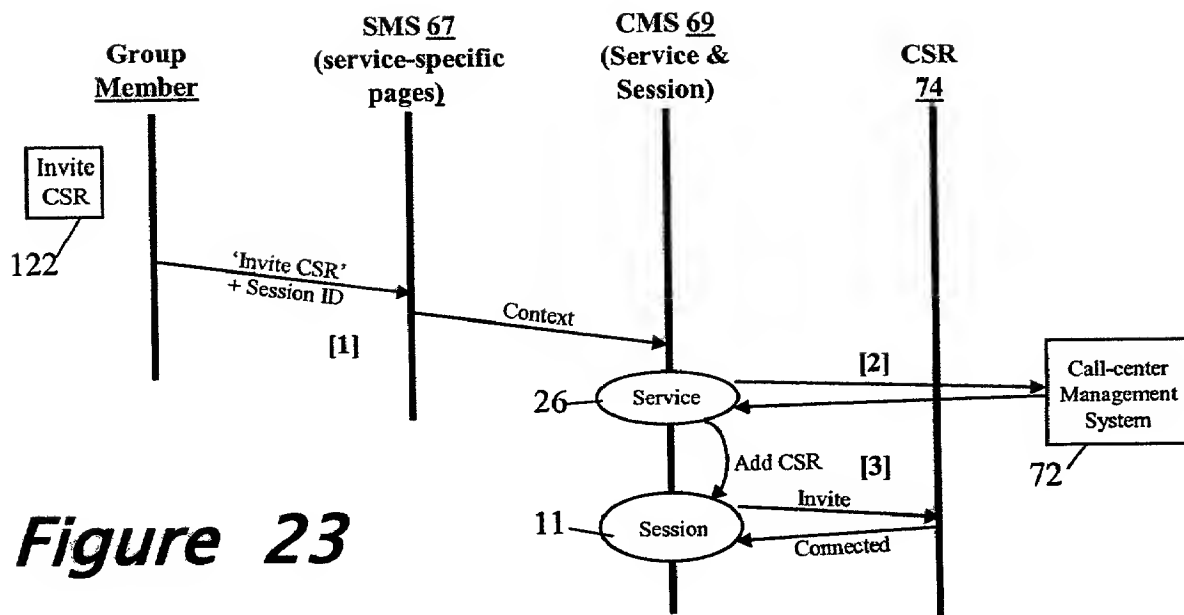 Group
Member
SMS 67
(service-specific
pages)
CMS 69
(Service &
Session)
CSR
74
Invite
CSR
122
'Invite CSR'
+ Session ID
[1]
Context
[2]
Call-center
Management
System
72
26
Service
Add CSR
[3]
Invite
11
Session
Connected
Figure 23